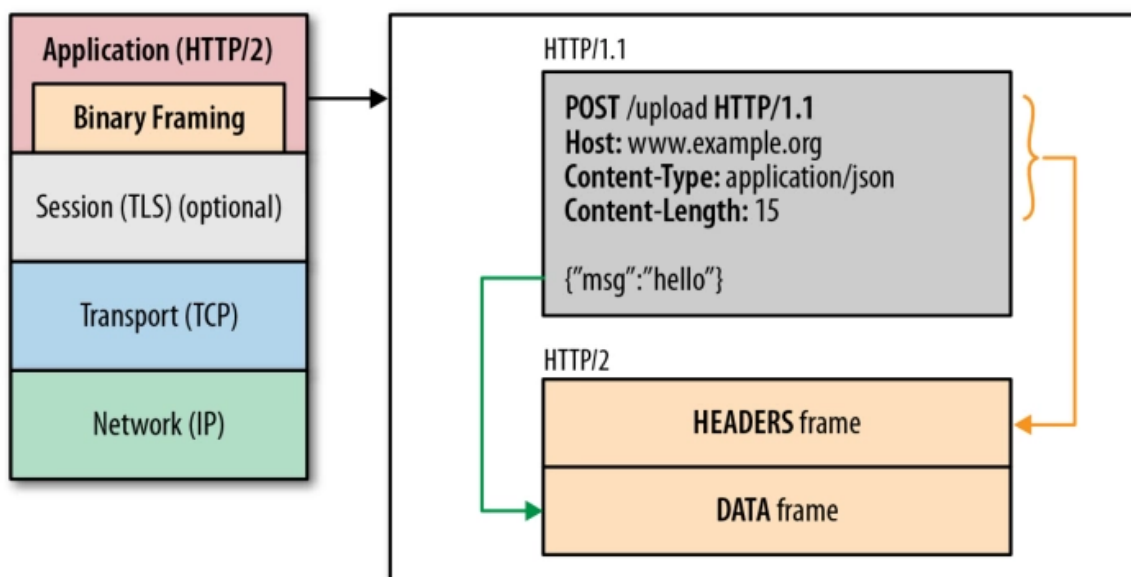 Application (HTTP/2)
Binary Framing
Session (TLS) (optional)
Transport (TCP)
Network (IP)
HTTP/1.1
POST /upload HTTP/1.1
Host: www.example.org
Content-Type: application/json
Content-Length: 15
{”msg”:”hello”}
HTTP/2
HEADERS frame
DATA frame